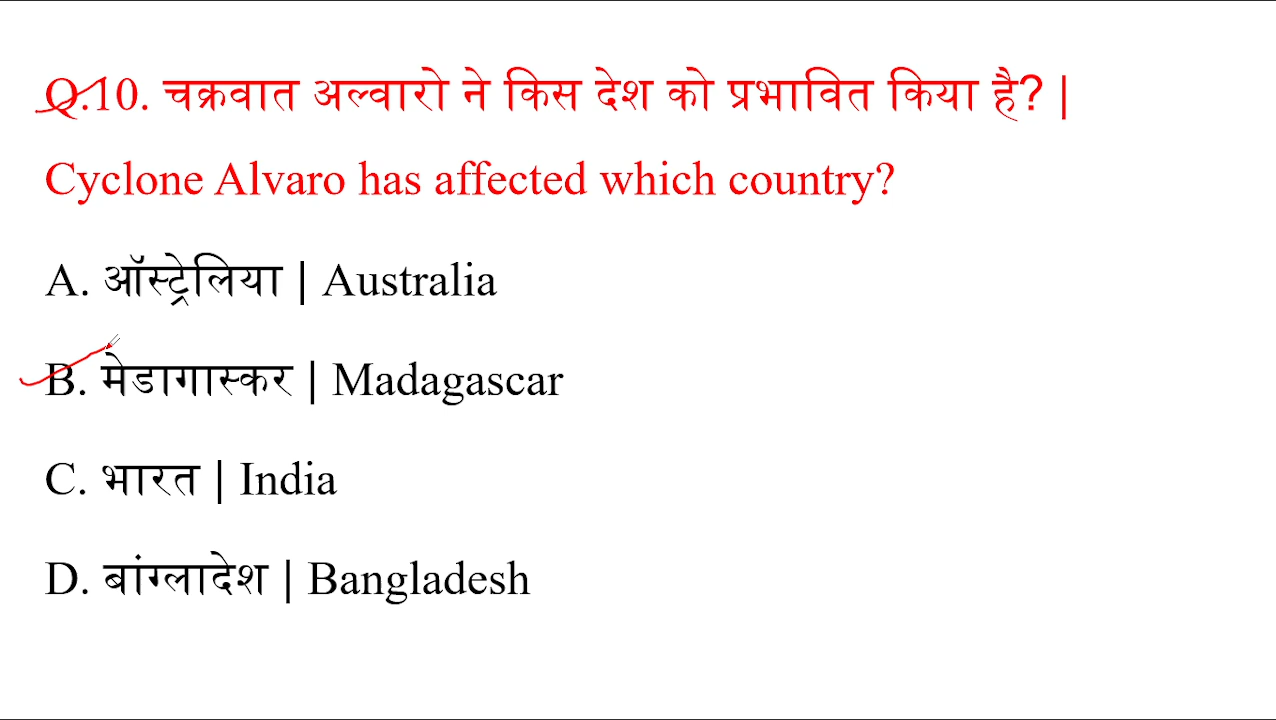 Q.10. चक्रवात अल्वारो ने किस देश को प्रभावित किया है? |
Cyclone Alvaro has affected which country?
A. ऑस्ट्रेलिया | Australia
B. मेडागास्कर | Madagascar
C. भारत | India
D. बांग्लादेश | Bangladesh